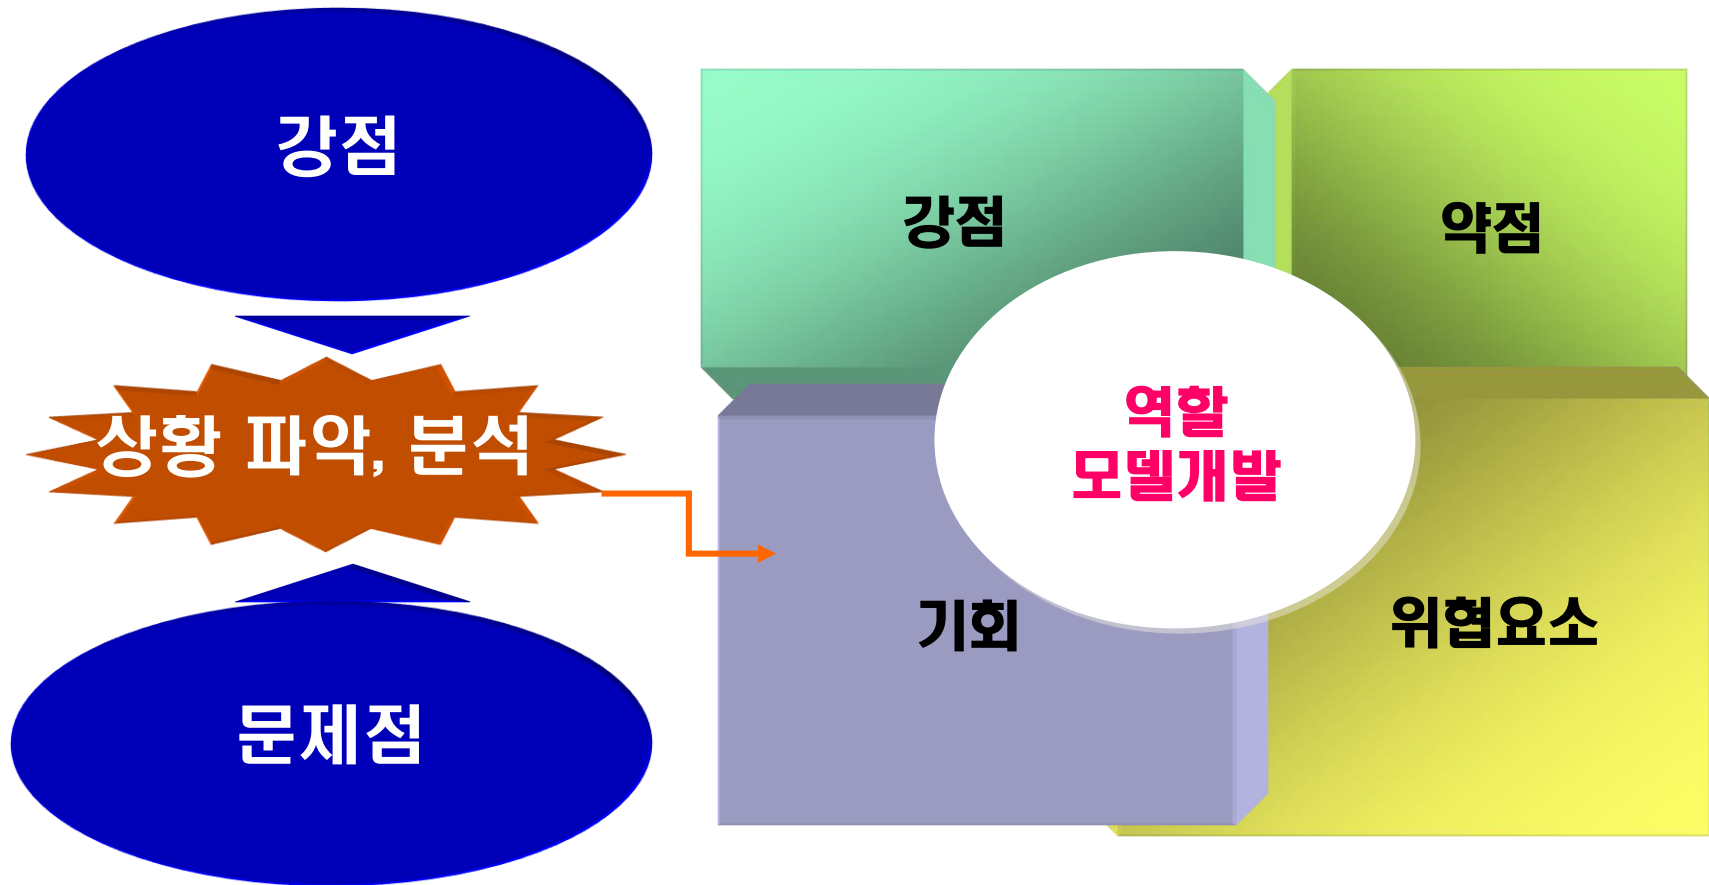 강점
상황 파악, 분석
문제점
강점
약점
역할
모델개발
기회
위협요소